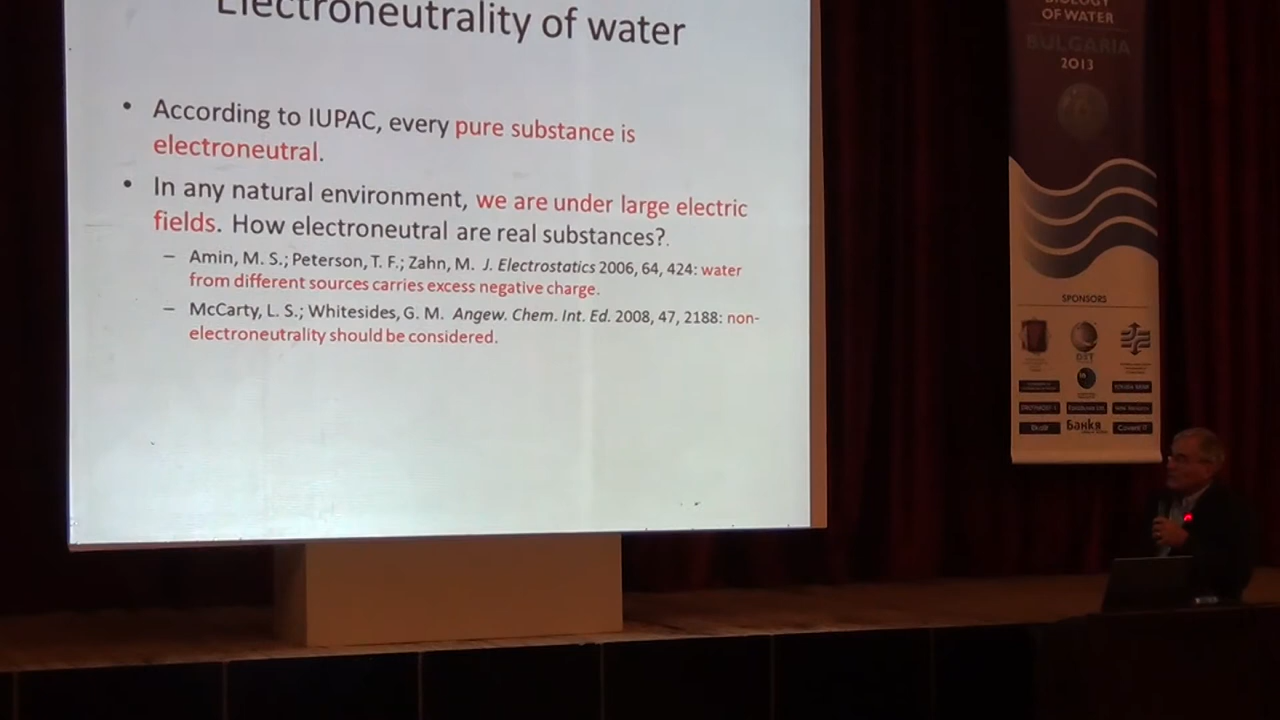 Electroneutrality of water
• According to IUPAC, every pure substance is
electroneutral.
• In any natural environment, we are under large electric
fields. How electroneutral are real substances?.
– Amin, M. S.; Peterson, T. F.; Zahn, M. J. Electrostatics 2006, 64, 424: water
from different sources carries excess negative charge.
– McCarty, L. S.; Whitesides, G. M. Angew. Chem. Int. Ed. 2008, 47, 2188: non-
electroneutrality should be considered.
BIOLOGY
OF WATER
BULGARIA
2013
SPONSORS
Банкя